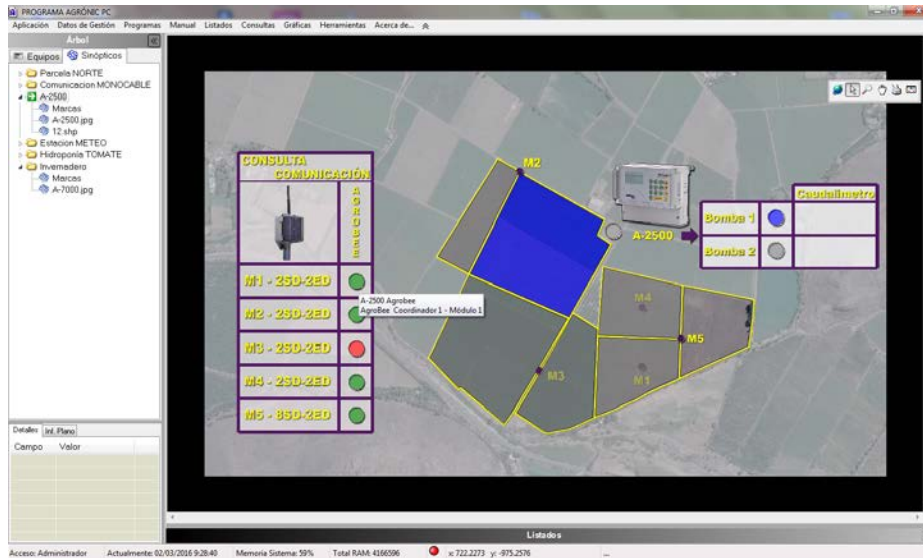 PROGRAMA AGRÓNIC PC
Aplicación Datos de Gestión Programas Manual Listados Consultas Gráficas Herramientas Acerca de...
Árbol
Equipos Sinópticos
Parcela NORTE
Comunicacion MONOCABLE
A-2500
Marcas
A-2500.jpg
12.shp
Estacion METEO
Hidroponía TOMATE
Invernadero
Marcas
A-7000.jpg
CONSULTA
COMUNICACIÓN
AGROBEE
M1 - 2SD-2ED
M2 - 2SD-2ED
M3 - 2SD-2ED
M4 - 2SD-2ED
M5 - 8SD-2ED
A-2500 Agrobee
AgroBee Coordinador 1 - Módulo 1
M2
A-2500
Caudalimetro
Bomba 1
Bomba 2
M4
M5
M3
M1
Detalles Inf. Plano
Campo Valor
Listados
Acceso: Administrador Actualmente: 02/03/2016 9:28:40 Memoria Sistema: 59% Total RAM: 4166596 x: 722.2273 y: -975.2576 ...